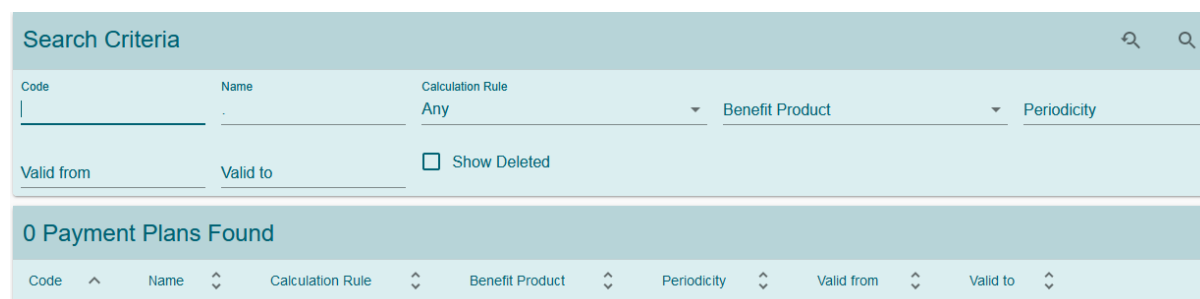 Search Criteria
Code Name Calculation Rule
. Any Benefit Product Periodicity
Valid from Valid to Show Deleted
0 Payment Plans Found
Code Name Calculation Rule Benefit Product Periodicity Valid from Valid to